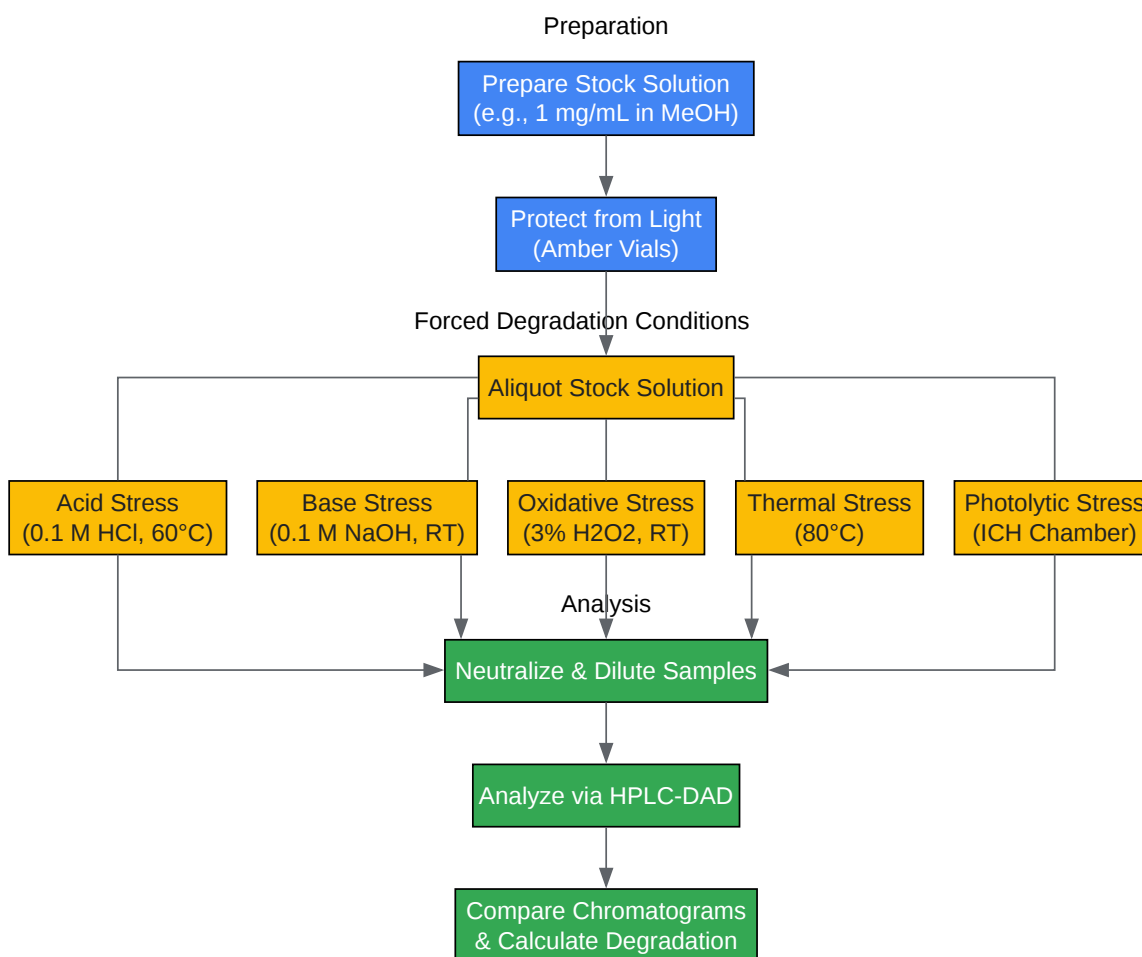 Preparation
Prepare Stock Solution
(e.g., 1 mg/mL in MeOH)
Protect from Light
(Amber Vials)
Forced Degradation Conditions
Aliquot Stock Solution
Acid Stress
(0.1 M HCl, 60°C)
Base Stress
(0.1 M NaOH, RT)
Oxidative Stress
(3% H2O2, RT)
Thermal Stress
(80°C)
Photolytic Stress
(ICH Chamber)
Analysis
Neutralize & Dilute Samples
Analyze via HPLC-DAD
Compare Chromatograms
& Calculate Degradation